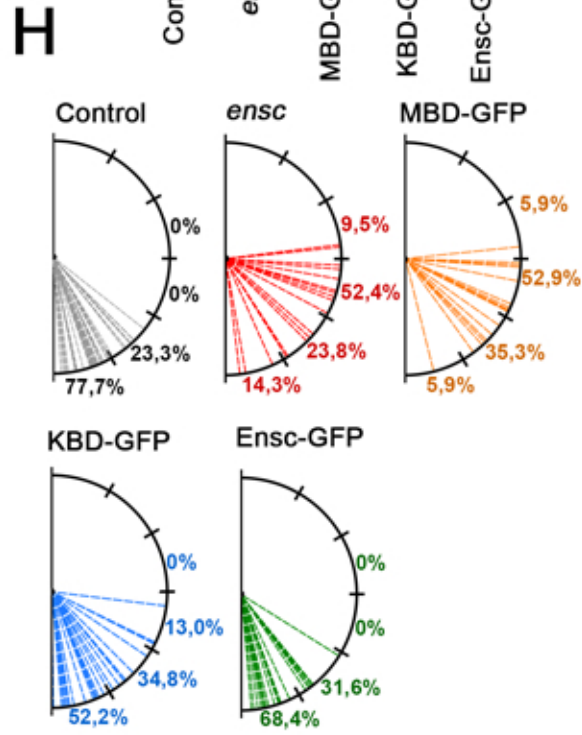 H
Con
e
MBD-G
KBD-G
Ensc-G
Control
ensc
MBD-GFP
0%
0%
23,3%
77,7%
9,5%
52,4%
23,8%
14,3%
5,9%
52,9%
35,3%
5,9%
KBD-GFP
Ensc-GFP
0%
13,0%
34,8%
52,2%
0%
0%
31,6%
68,4%